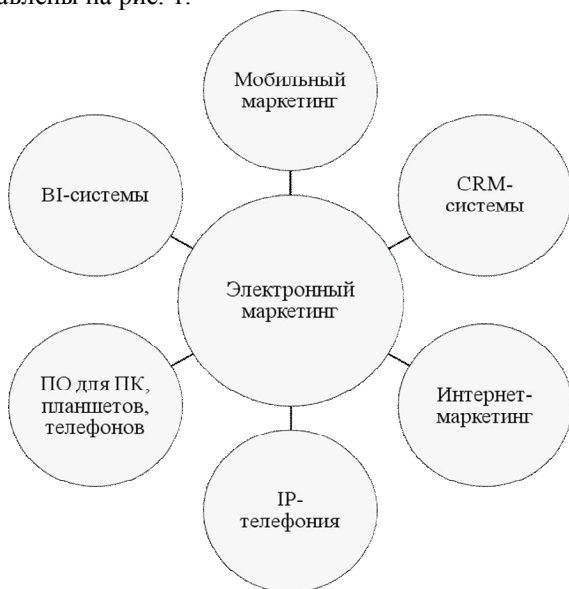 на рис. 1.
Мобильный
маркетинг
BI-системы
CRM-
системы
Электронный
маркетинг
ПО для ПК,
планшетов,
телефонов
Интернет-
маркетинг
IP-
телефония